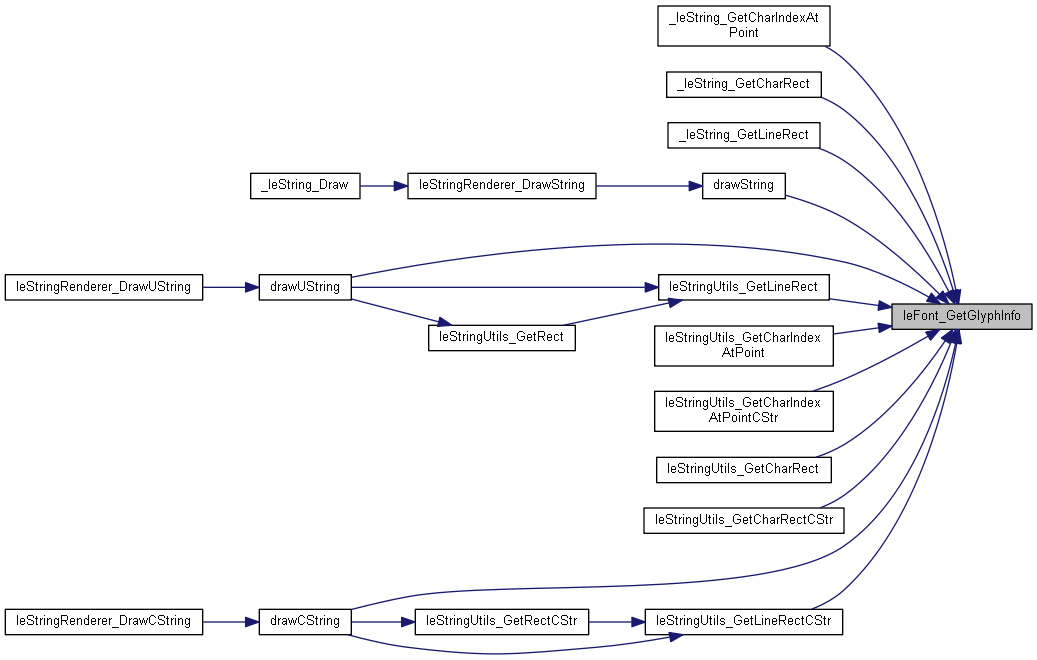 _leString_GetCharIndexAt
Point
_leString_GetCharRect
_leString_GetLineRect
_leString_Draw
leStringRenderer_DrawString
drawString
leStringRenderer_DrawUString
drawUString
leStringUtils_GetLineRect
leFont_GetGlyphInfo
leStringUtils_GetRect
leStringUtils_GetCharIndex
AtPoint
leStringUtils_GetCharIndex
AtPointCStr
leStringUtils_GetCharRect
leStringUtils_GetCharRectCStr
leStringRenderer_DrawCString
drawCString
leStringUtils_GetRectCStr
leStringUtils_GetLineRectCStr